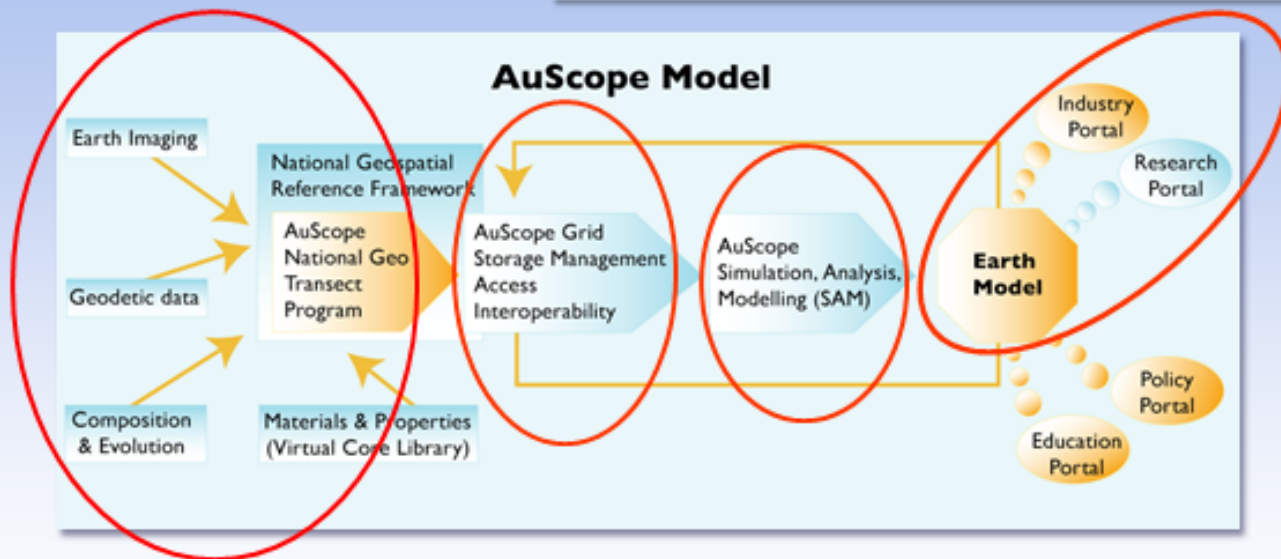 AuScope Model
Earth Imaging
Geodetic data
Composition
& Evolution
National Geospatial
Reference Framework
AuScope
National Geo
Transect
Program
Materials & Properties
(Virtual Core Library)
AuScope Grid
Storage Management
Access
Interoperability
AuScope
Simulation, Analysis,
Modelling (SAM)
Earth
Model
Industry
Portal
Research
Portal
Policy
Portal
Education
Portal